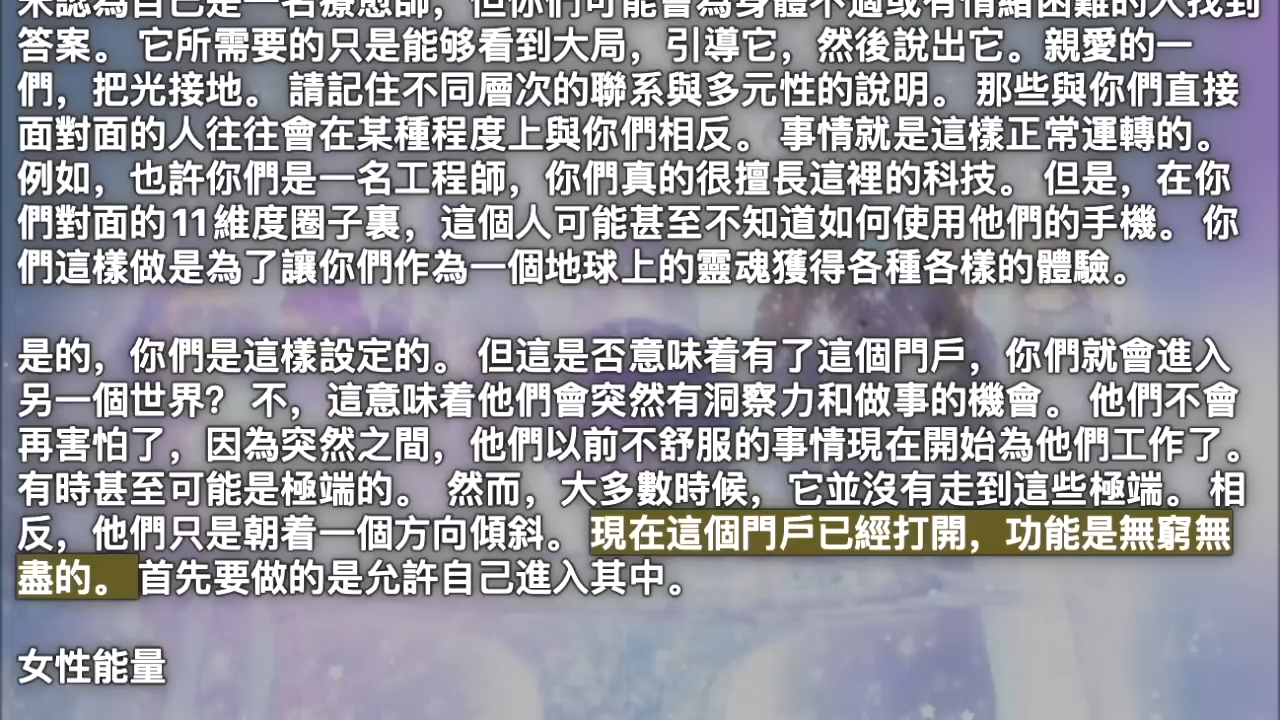 未認為自己是一名療愈師，但你們可能會為身體不適或有情緒困難的人找到
答案。 它所需要的只是能够看到大局，引導它，然後說出它。親愛的一
們，把光接地。 請記住不同層次的聯系與多元性的說明。 那些與你們直接
面對面的人往往會在某種程度上與你們相反。 事情就是這樣正常運轉的。
例如，也許你們是一名工程師，你們真的很擅長這裡的科技。 但是，在你
們對面的11維度圈子裏，這個人可能甚至不知道如何使用他們的手機。 你
們這樣做是為了讓你們作為一個地球上的靈魂獲得各種各樣的體驗。
是的，你們是這樣設定的。 但這是否意味着有了這個門戶，你們就會進入
另一個世界？ 不，這意味着他們會突然有洞察力和做事的機會。 他們不會
再害怕了，因為突然之間，他們以前不舒服的事情現在開始為他們工作了。
有時甚至可能是極端的。 然而，大多數時候，它並沒有走到這些極端。 相
反，他們只是朝着一個方向傾斜。 現在這個門戶已經打開，功能是無窮無
盡的。 首先要做的是允許自己進入其中。
女性能量